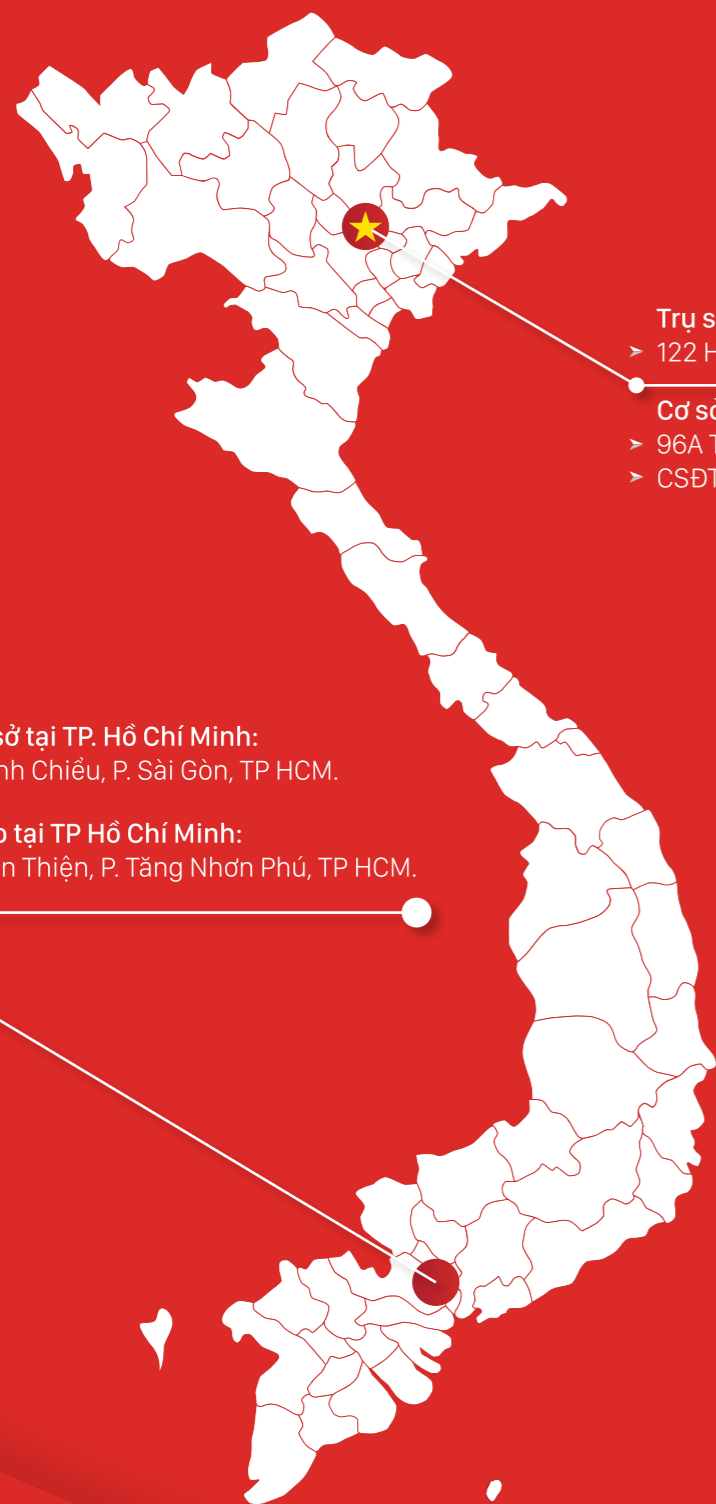 Trụ s
➢ 122 H
Cơ sở
➢ 96A T
➢ CSĐT
sở tại TP. Hồ Chí Minh:
nh Chiểu, P. Sài Gòn, TP HCM.
o tại TP Hồ Chí Minh:
n Thiện, P. Tăng Nhơn Phú, TP HCM.